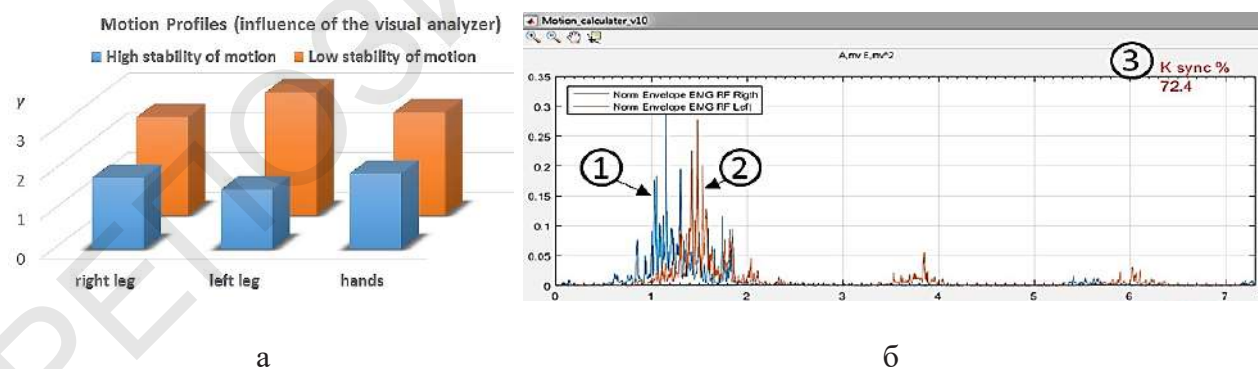 Motion Profiles (influence of the visual analyzer)
High stability of motion
Low stability of motion
y
3
2
1
0
right leg
left leg
hands
Motion_calculater_v10
A,mv E,mv^2
3
K sync %
72.4
0.35
0.3
0.25
0.2
0.15
0.1
0.05
0
Norm Envelope EMG RF Rigth
Norm Envelope EMG RF Left
1
2
0 1 2 3 4 5 6 7
а
б
РЕПОЗИ